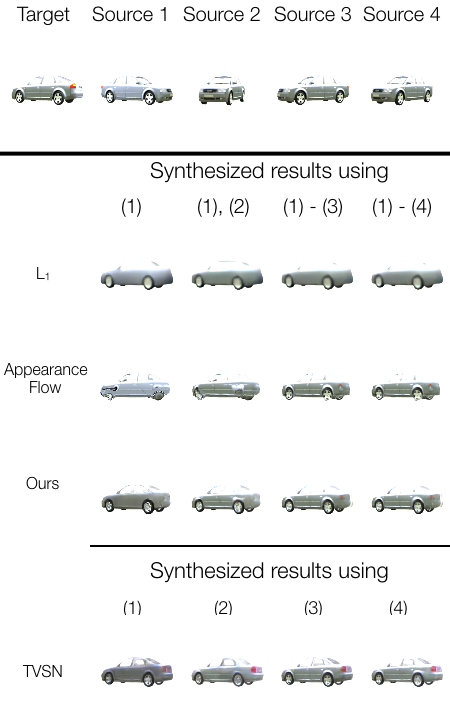 Target Source 1 Source 2 Source 3 Source 4
Synthesized results using
(1) (1), (2) (1) - (3) (1) - (4)
L₁
Appearance
Flow
Ours
Synthesized results using
(1) (2) (3) (4)
TVSN